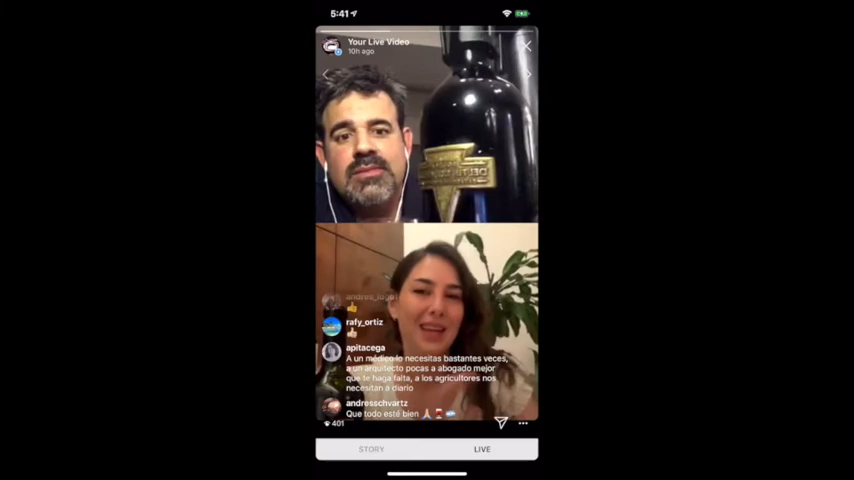 5:41
Your Live Video
10h ago
andres_lugo1
rafy_ortiz
apitacega
A un médico lo necesitas bastantes veces,
a un arquitecto pocas a abogado mejor
que te haga falta, a los agricultores nos
necesitan a diario
andresschvartz
Que todo esté bien 🙏🏼🍷🇦🇷
401
STORY
LIVE